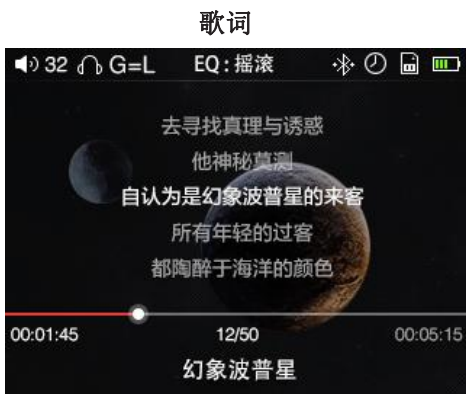 歌词
32 G=L EQ:摇滚
去寻找真理与诱惑
他神秘莫测
自认为是幻象波普星的来客
所有年轻的过客
都陶醉于海洋的颜色
00:01:45 12/50 00:05:15
幻象波普星